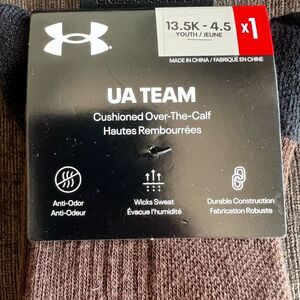 13.5K - 4.5
YOUTH / JEUNE
x1
MADE IN CHINA / FABRIQUÉ EN CHINE
UA TEAM
Cushioned Over-The-Calf
Hautes Rembourrées
Anti-Odor
Anti-Odeur
Wicks Sweat
Évacue l'humidité
Durable Construction
Fabrication Robuste